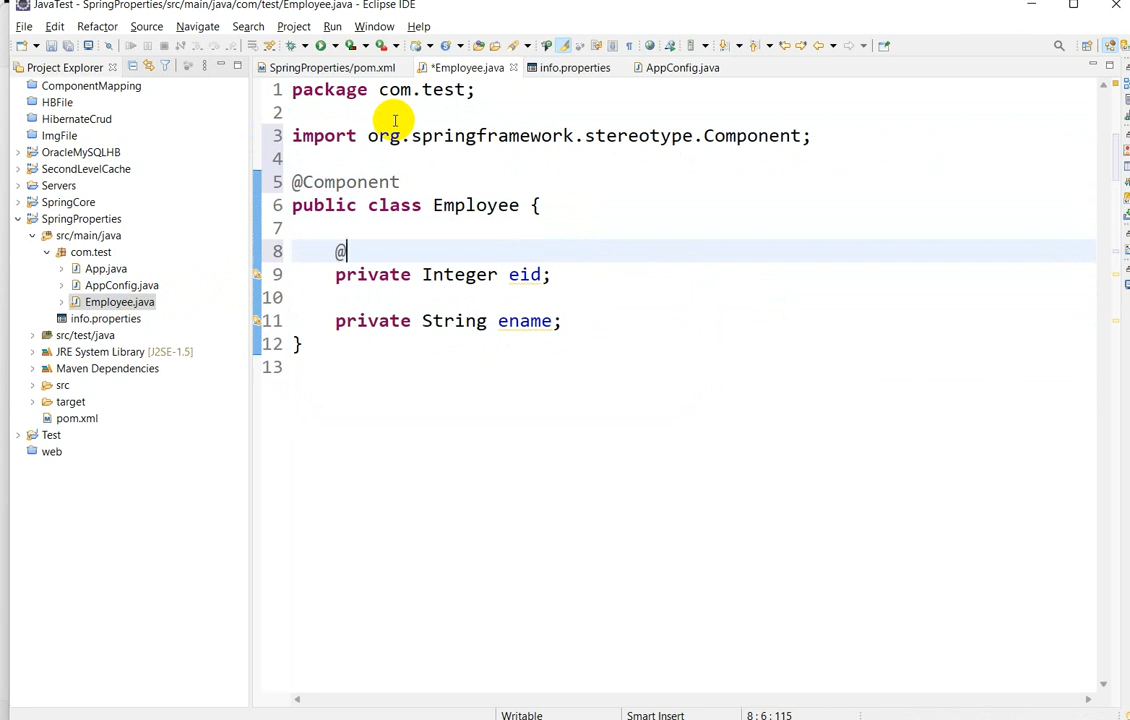 JavaTest - SpringProperties/src/main/java/com/test/Employee.java - Eclipse IDE
File Edit Refactor Source Navigate Search Project Run Window Help
Project Explorer
SpringProperties/pom.xml *Employee.java info.properties AppConfig.java
ComponentMapping
HBFile
HibernateCrud
ImgFile
OracleMySQLHB
SecondLevelCache
Servers
SpringCore
SpringProperties
src/main/java
com.test
App.java
AppConfig.java
Employee.java
info.properties
src/test/java
JRE System Library [J2SE-1.5]
Maven Dependencies
src
target
pom.xml
Test
web
1 package com.test;
2
3 import org.springframework.stereotype.Component;
4
5 @Component
6 public class Employee {
7
8 @
9 private Integer eid;
10
11 private String ename;
12 }
13
Writable Smart Insert 8 : 6 : 115